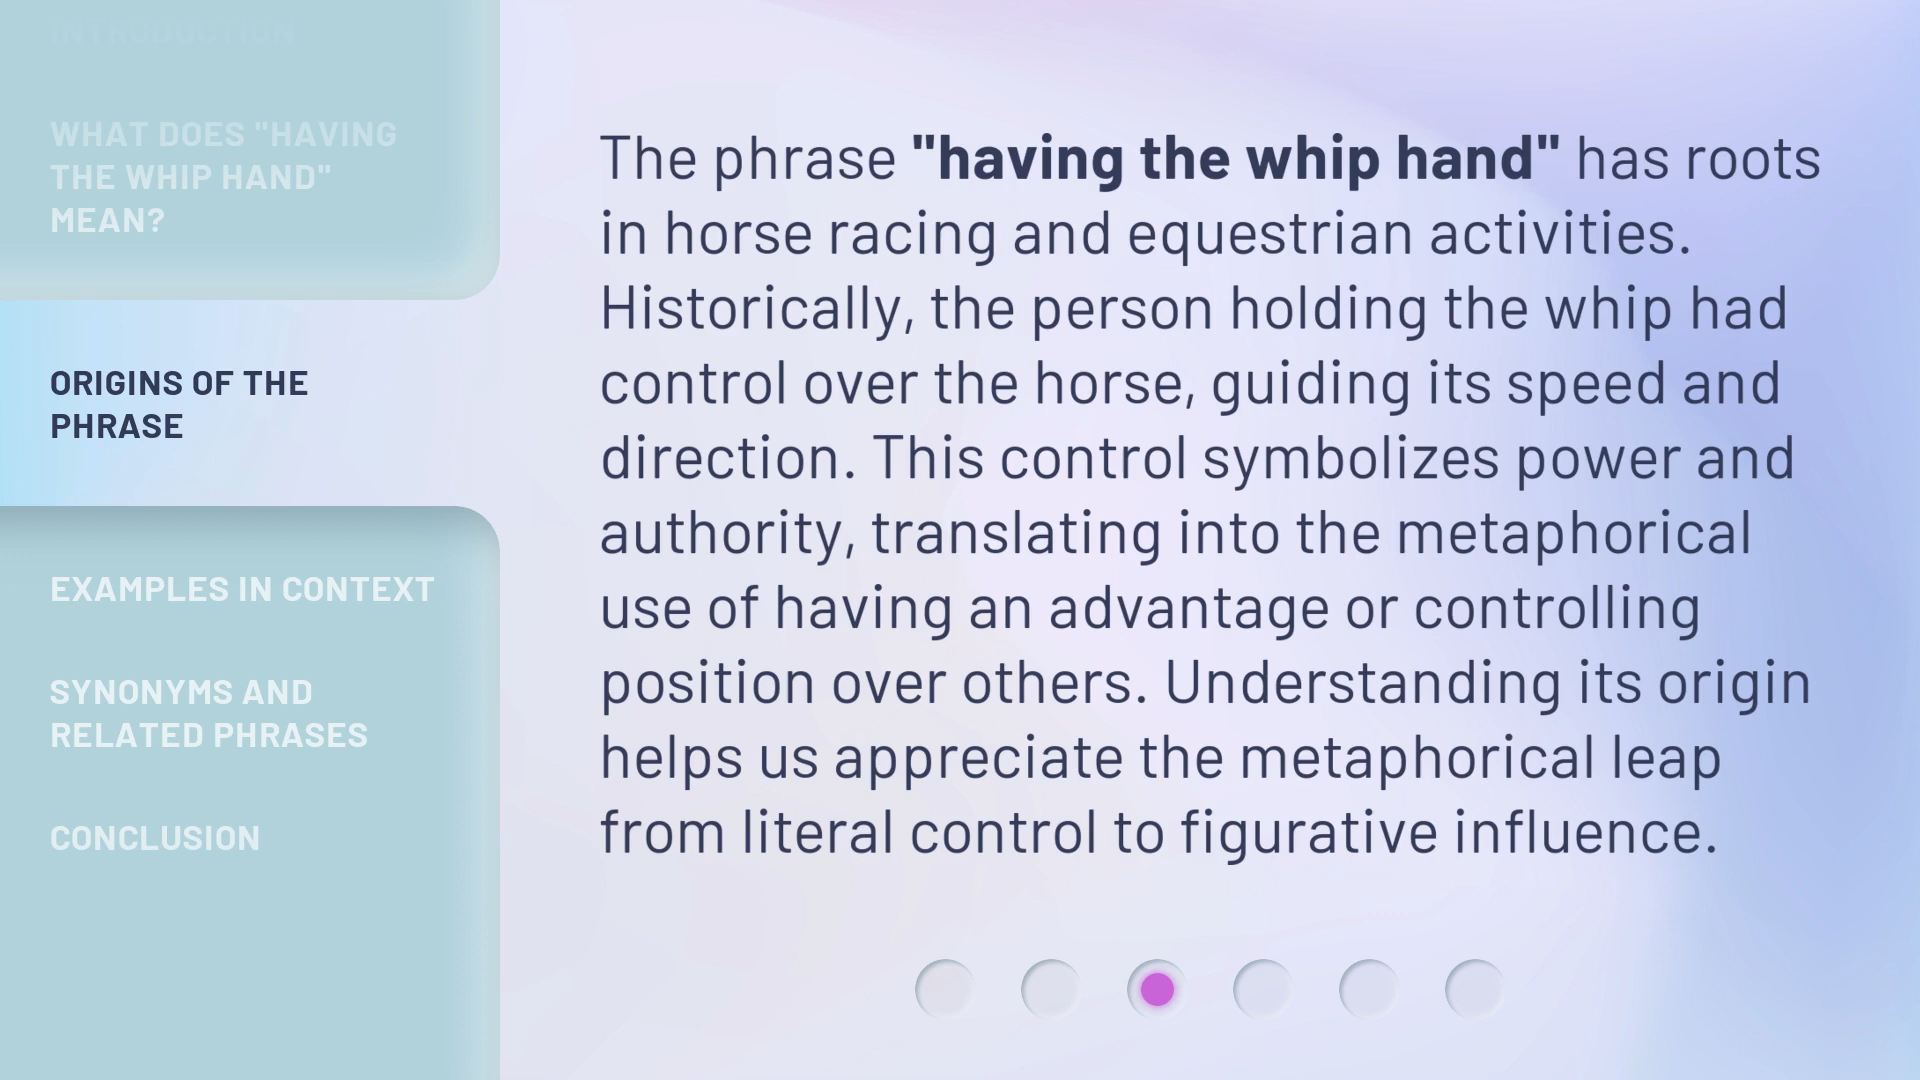 INTRODUCTION
WHAT DOES "HAVING
THE WHIP HAND"
MEAN?
ORIGINS OF THE
PHRASE
EXAMPLES IN CONTEXT
SYNONYMS AND
RELATED PHRASES
CONCLUSION
The phrase "having the whip hand" has roots
in horse racing and equestrian activities.
Historically, the person holding the whip had
control over the horse, guiding its speed and
direction. This control symbolizes power and
authority, translating into the metaphorical
use of having an advantage or controlling
position over others. Understanding its origin
helps us appreciate the metaphorical leap
from literal control to figurative influence.